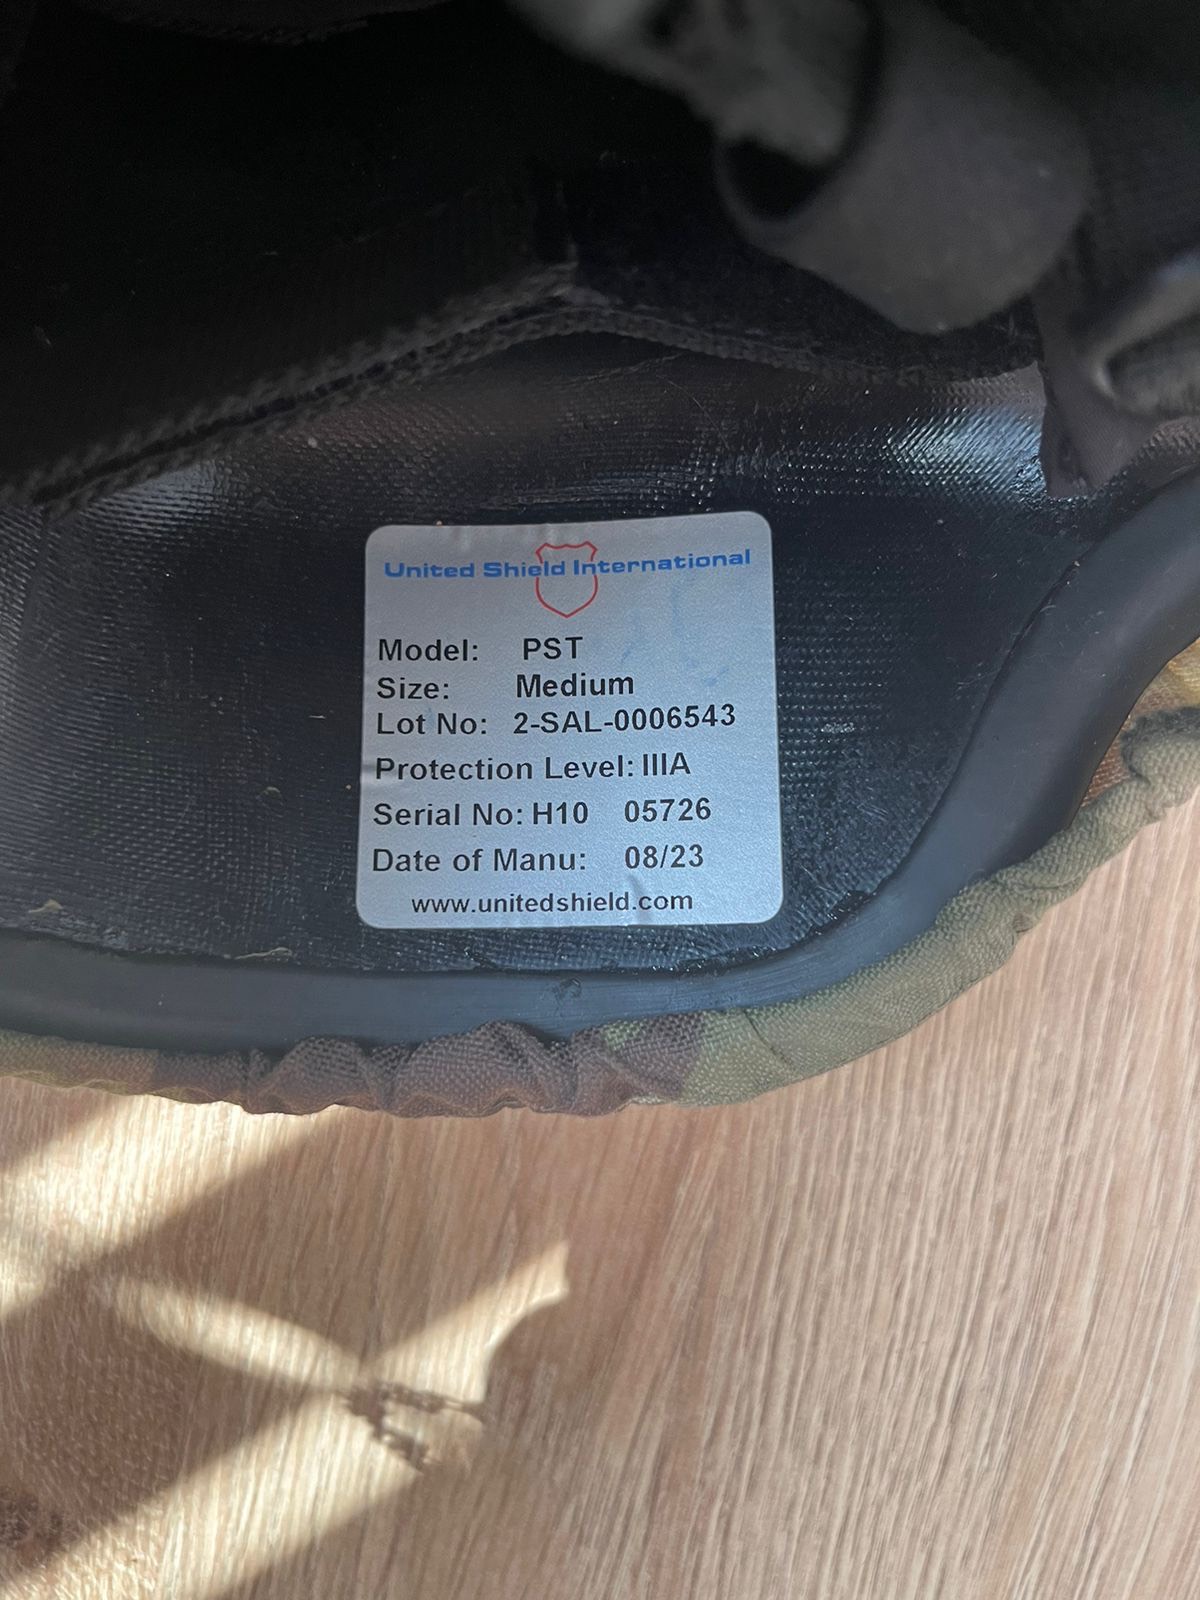 United Shield International
Model: PST
Size: Medium
Lot No: 2-SAL-0006543
Protection Level: IIIA
Serial No: H10 05726
Date of Manu: 08/23
www.unitedshield.com